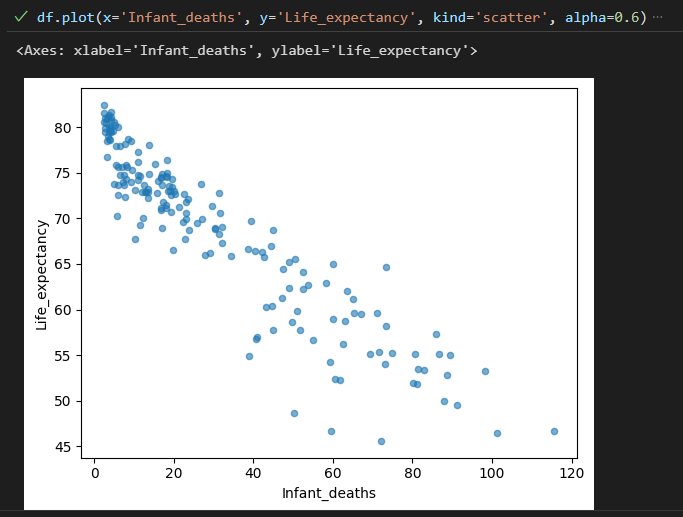 df.plot(x='Infant_deaths', y='Life_expectancy', kind='scatter', alpha=0.6) ···
<Axes: xlabel='Infant_deaths', ylabel='Life_expectancy'>
Life_expectancy
80
75
70
65
60
55
50
45
0 20 40 60 80 100 120
Infant_deaths